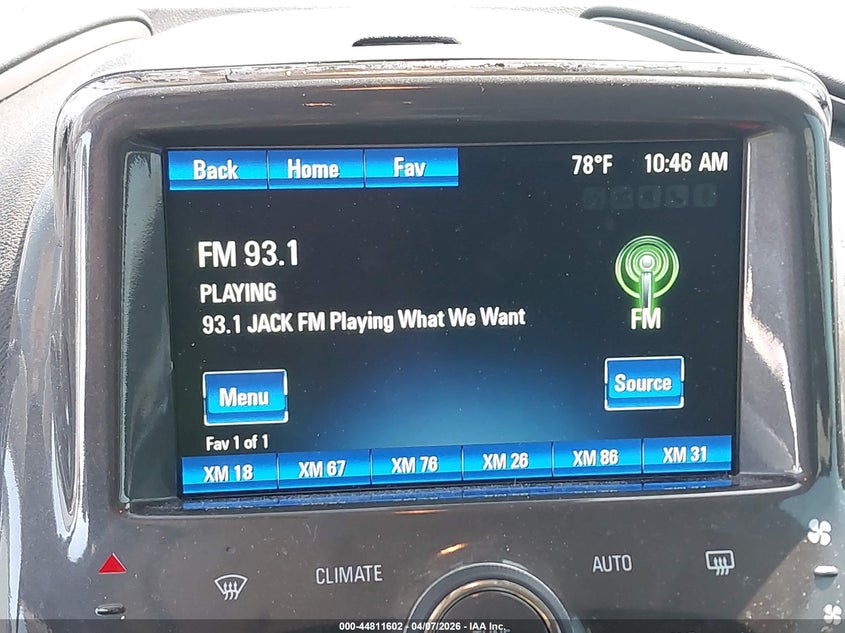 Back Home Fav 78°F 10:46 AM
FM 93.1
PLAYING
93.1 JACK FM Playing What We Want
FM
Menu Source
Fav 1 of 1
XM 18 XM 67 XM 76 XM 26 XM 86 XM 31
CLIMATE AUTO
000-44811602 - 04/07/2026 - IAA Inc.